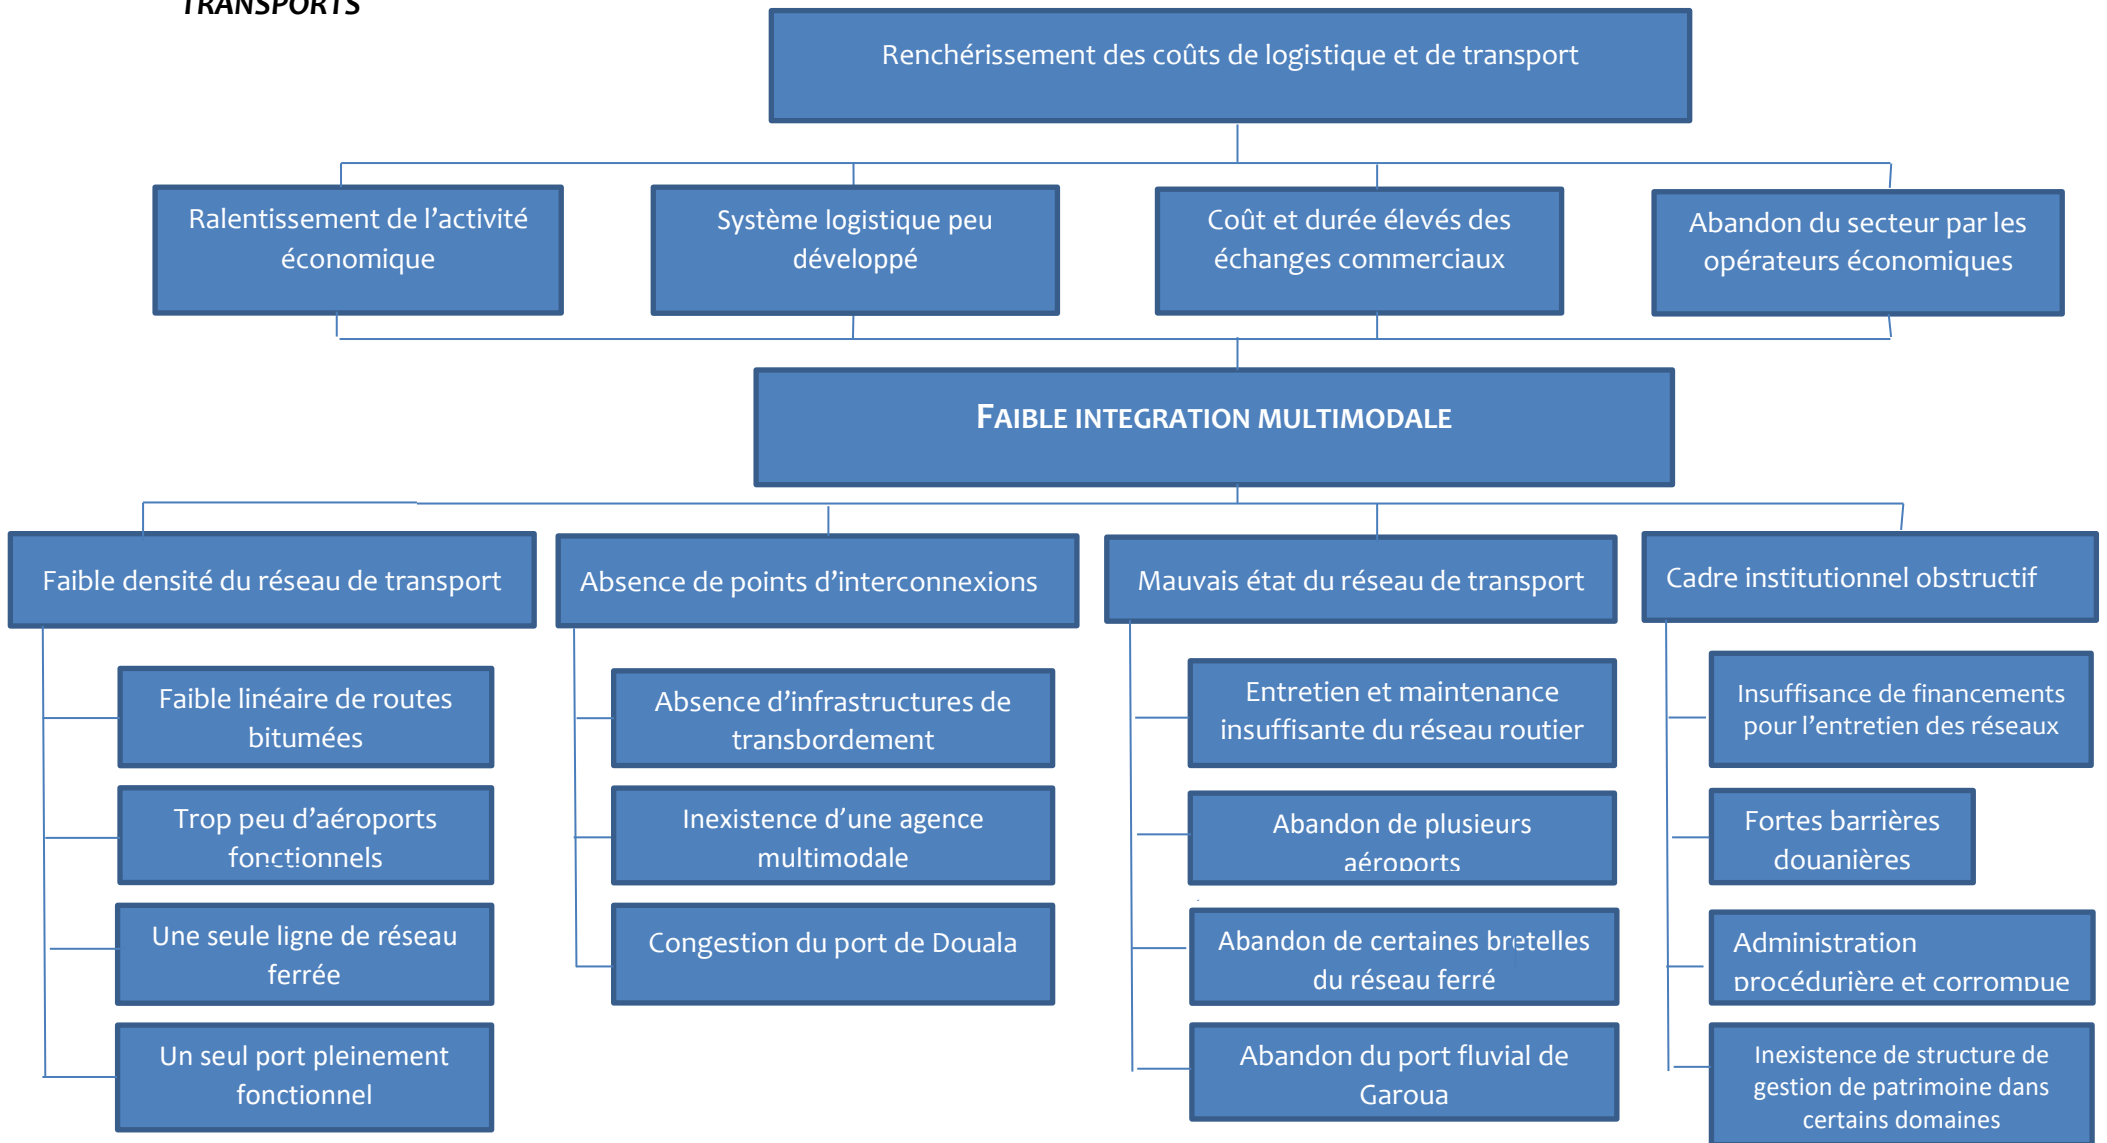 TRANSPORTS
Renchérissement des coûts de logistique et de transport
Ralentissement de l’activité
économique
Système logistique peu
développé
Coût et durée élevés des
échanges commerciaux
Abandon du secteur par les
opérateurs économiques
FAIBLE INTEGRATION MULTIMODALE
Faible densité du réseau de transport
Faible linéaire de routes
bitumées
Trop peu d’aéroports
fonctionnels
Une seule ligne de réseau
ferrée
Un seul port pleinement
fonctionnel
Absence de points d’interconnexions
Absence d’infrastructures de
transbordement
Inexistence d’une agence
multimodale
Congestion du port de Douala
Mauvais état du réseau de transport
Entretien et maintenance
insuffisante du réseau routier
Abandon de plusieurs
aéroports
Abandon de certaines bretelles
du réseau ferré
Abandon du port fluvial de
Garoua
Cadre institutionnel obstructif
Insuffisance de financements
pour l’entretien des réseaux
Fortes barrières
douanières
Administration
procédurière et corrompue
Inexistence de structure de
gestion de patrimoine dans
certains domaines